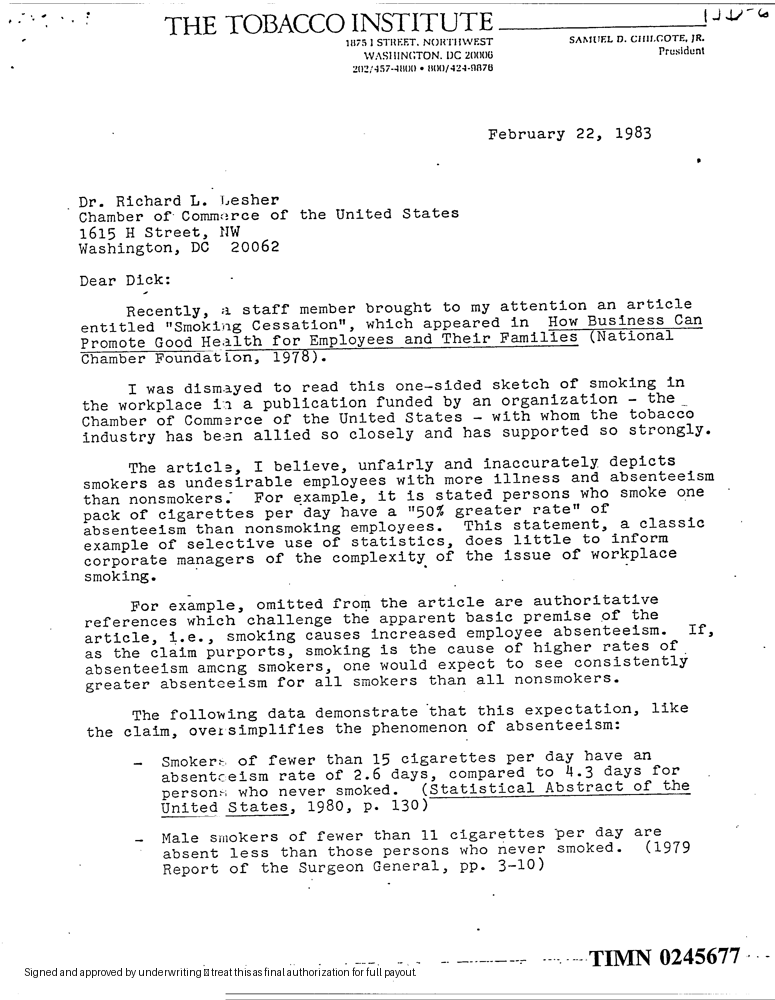 THE TOBACCO INSTITUTE
1875 I STREET, NORTHWEST
WASHINGTON, DC 20006
202/457-4800 • 800/424-9876
SAMUEL D. CHILCOTE, JR.
President
February 22, 1983
Dr. Richard L. Lesher
Chamber of Commerce of the United States
1615 H Street, NW
Washington, DC 20062
Dear Dick:
Recently, a staff member brought to my attention an article
entitled "Smoking Cessation", which appeared in How Business Can
Promote Good Health for Employees and Their Families (National
Chamber Foundation, 1978).
I was dismayed to read this one-sided sketch of smoking in
the workplace in a publication funded by an organization - the
Chamber of Commerce of the United States - with whom the tobacco
industry has been allied so closely and has supported so strongly.
The article, I believe, unfairly and inaccurately depicts
smokers as undesirable employees with more illness and absenteeism
than nonsmokers. For example, it is stated persons who smoke one
pack of cigarettes per day have a "50% greater rate" of
absenteeism than nonsmoking employees. This statement, a classic
example of selective use of statistics, does little to inform
corporate managers of the complexity of the issue of workplace
smoking.
For example, omitted from the article are authoritative
references which challenge the apparent basic premise of the
article, i.e., smoking causes increased employee absenteeism. If,
as the claim purports, smoking is the cause of higher rates of
absenteeism among smokers, one would expect to see consistently
greater absenteeism for all smokers than all nonsmokers.
The following data demonstrate that this expectation, like
the claim, oversimplifies the phenomenon of absenteeism:
- Smokers of fewer than 15 cigarettes per day have an
absenteeism rate of 2.6 days, compared to 4.3 days for
persons who never smoked. (Statistical Abstract of the
United States, 1980, p. 130)
- Male smokers of fewer than 11 cigarettes per day are
absent less than those persons who never smoked. (1979
Report of the Surgeon General, pp. 3-10)
TIMN 0245677
Signed and approved by underwriting treat this as final authorization for full payout.